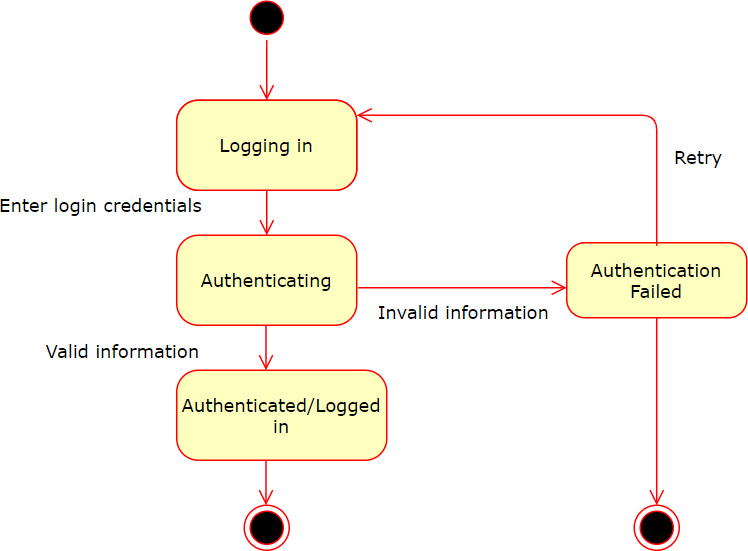 Logging in
Retry
Enter login credentials
Authenticating
Authentication
Failed
Invalid information
Valid information
Authenticated/Logged
in